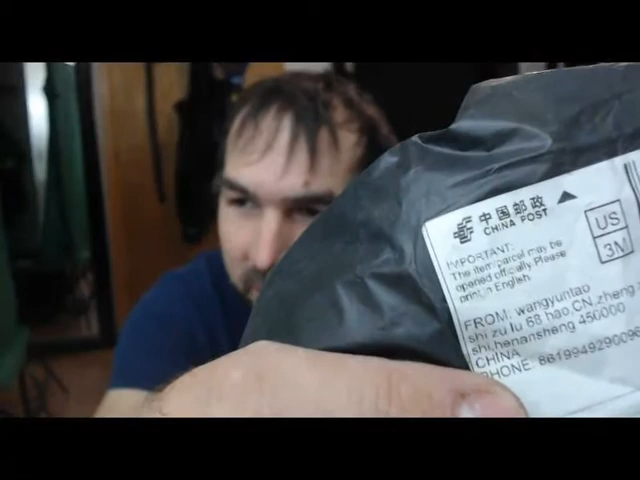 中国邮政
CHINA POST
US
3M
IMPORTANT:
The item/parcel may be
opened officially. Please
print in English
FROM: wangyuntao
shi zu lu 68 hao,CN,zheng
shi,henansheng 450000
CHINA
PHONE: 861994929009